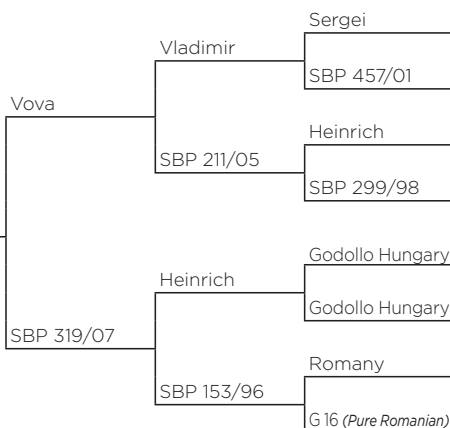 Sergei
Vladimir
SBP 457/01
Vova
Heinrich
SBP 211/05
SBP 299/98
Godollo Hungary
Heinrich
Godollo Hungary
SBP 319/07
Romany
SBP 153/96
G 16 (Pure Romanian)